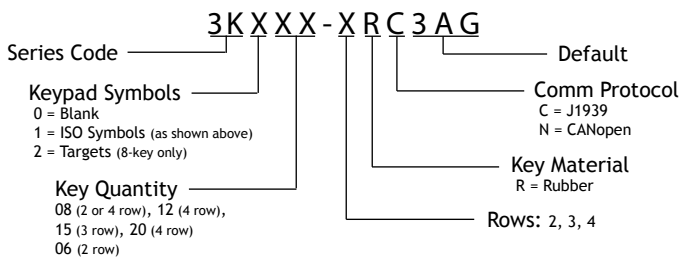 3KXXX-XRC3AG
Series Code
Default
Keypad Symbols
0 = Blank
1 = ISO Symbols (as shown above)
2 = Targets (8-key only)
Comm Protocol
C = J1939
N = CANopen
Key Material
R = Rubber
Key Quantity
08 (2 or 4 row), 12 (4 row),
15 (3 row), 20 (4 row)
06 (2 row)
Rows: 2, 3, 4